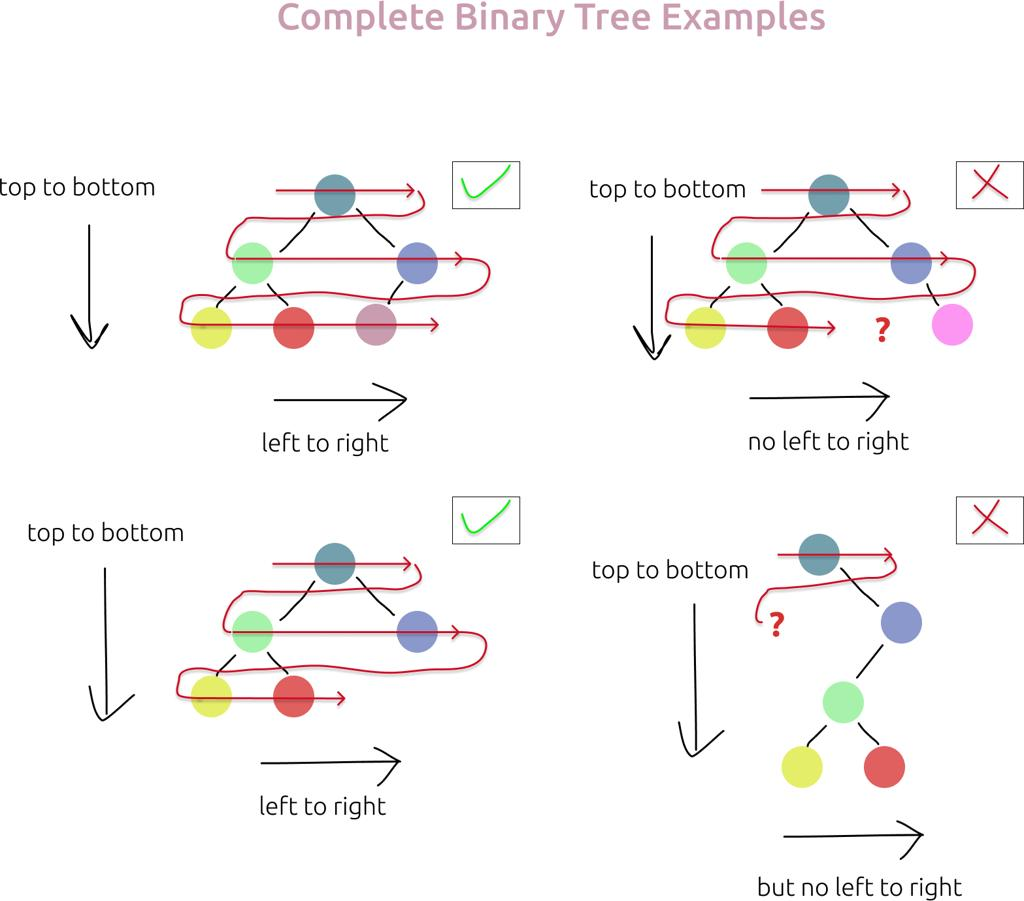 Complete Binary Tree Examples
top to bottom
left to right
top to bottom
?
no left to right
top to bottom
left to right
top to bottom
?
but no left to right